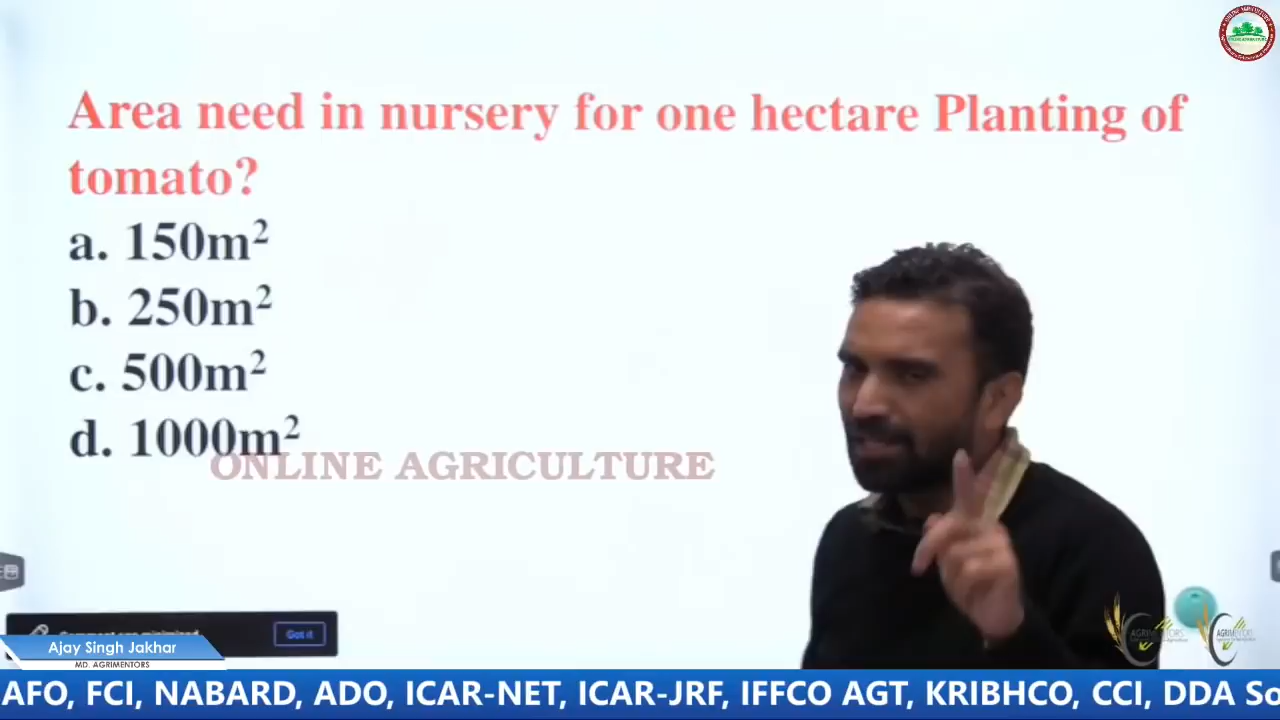 Area need in nursery for one hectare Planting of
tomato?
a. 150m²
b. 250m²
c. 500m²
d. 1000m²
ONLINE AGRICULTURE
Got it
Ajay Singh Jakhar
MD. AGRIMENTORS
AFO, FCI, NABARD, ADO, ICAR-NET, ICAR-JRF, IFFCO AGT, KRIBHCO, CCI, DDA So